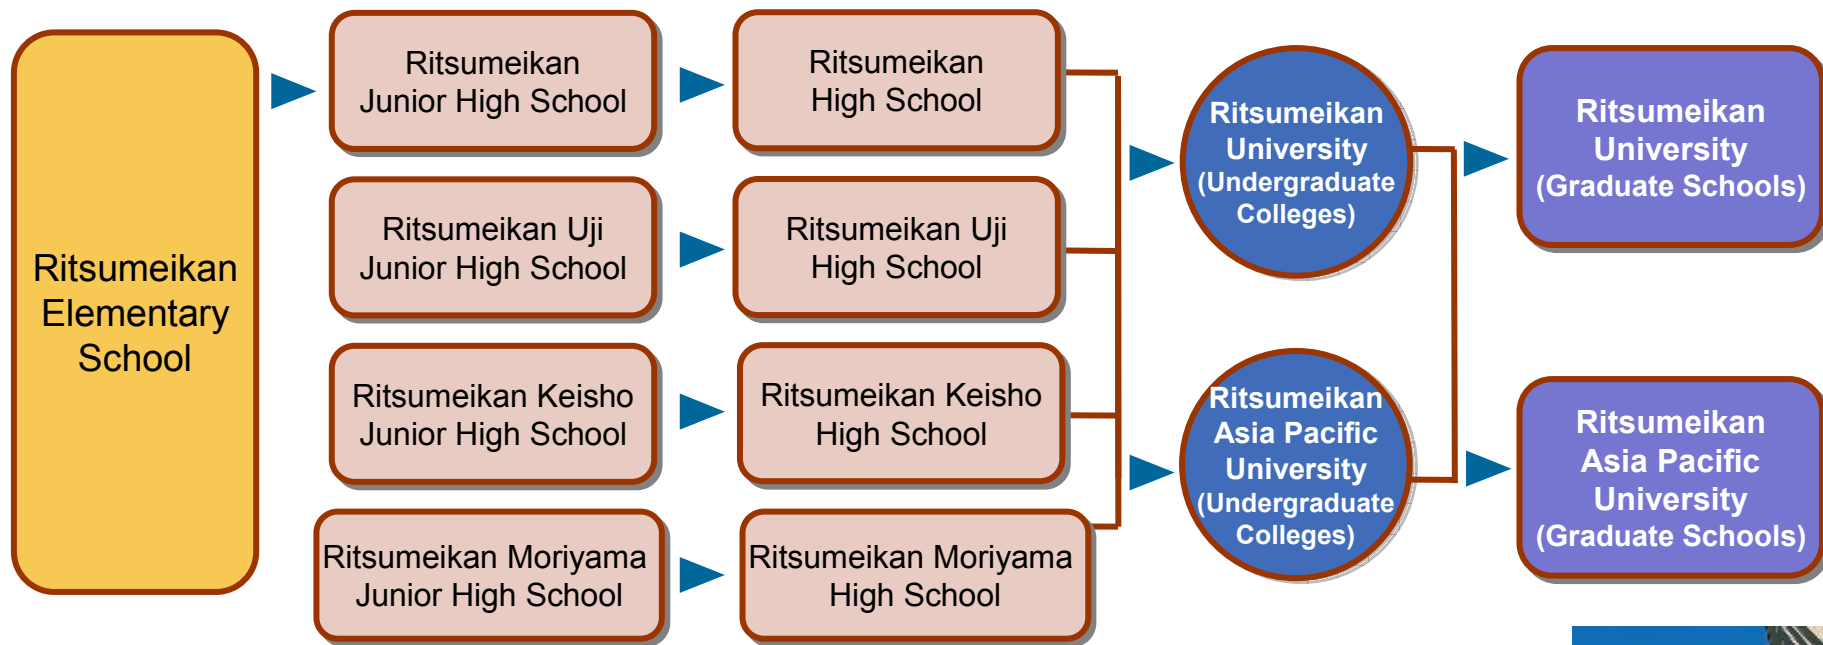 Ritsumeikan
Elementary
School
Ritsumeikan
Junior High School
Ritsumeikan
High School
Ritsumeikan Uji
Junior High School
Ritsumeikan Uji
High School
Ritsumeikan Keisho
Junior High School
Ritsumeikan Keisho
High School
Ritsumeikan Moriyama
Junior High School
Ritsumeikan Moriyama
High School
Ritsumeikan
University
(Undergraduate
Colleges)
Ritsumeikan
Asia Pacific
University
(Undergraduate
Colleges)
Ritsumeikan
University
(Graduate Schools)
Ritsumeikan
Asia Pacific
University
(Graduate Schools)